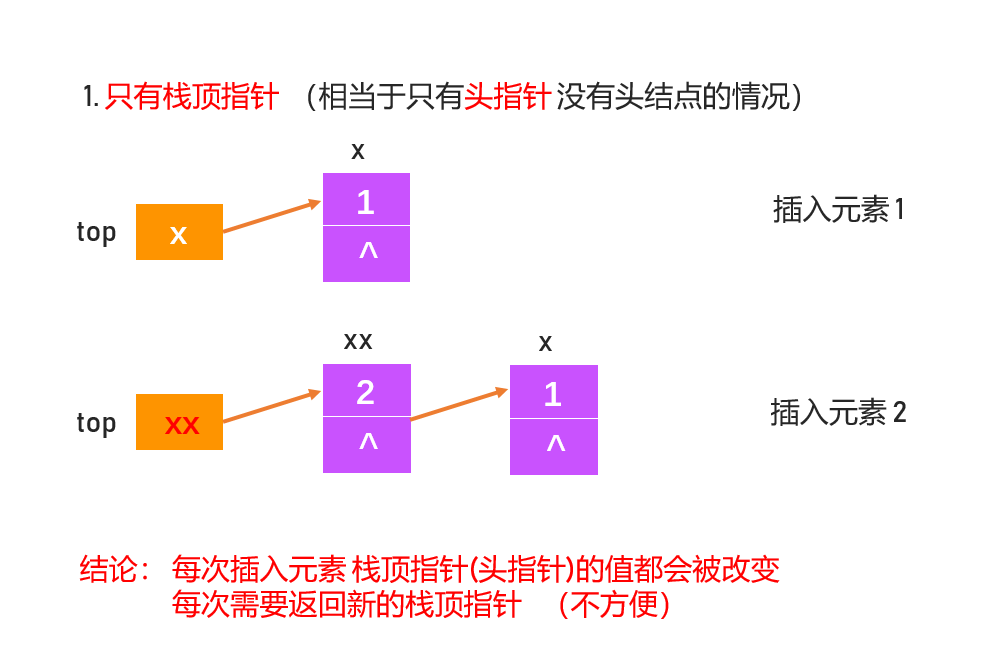 1. 只有栈顶指针 （相当于只有头指针 没有头结点的情况）
x
1
top
x
^
插入元素 1
xx
x
2
1
top
xx
^
^
插入元素 2
结论： 每次插入元素 栈顶指针(头指针)的值都会被改变
每次需要返回新的栈顶指针 （不方便）